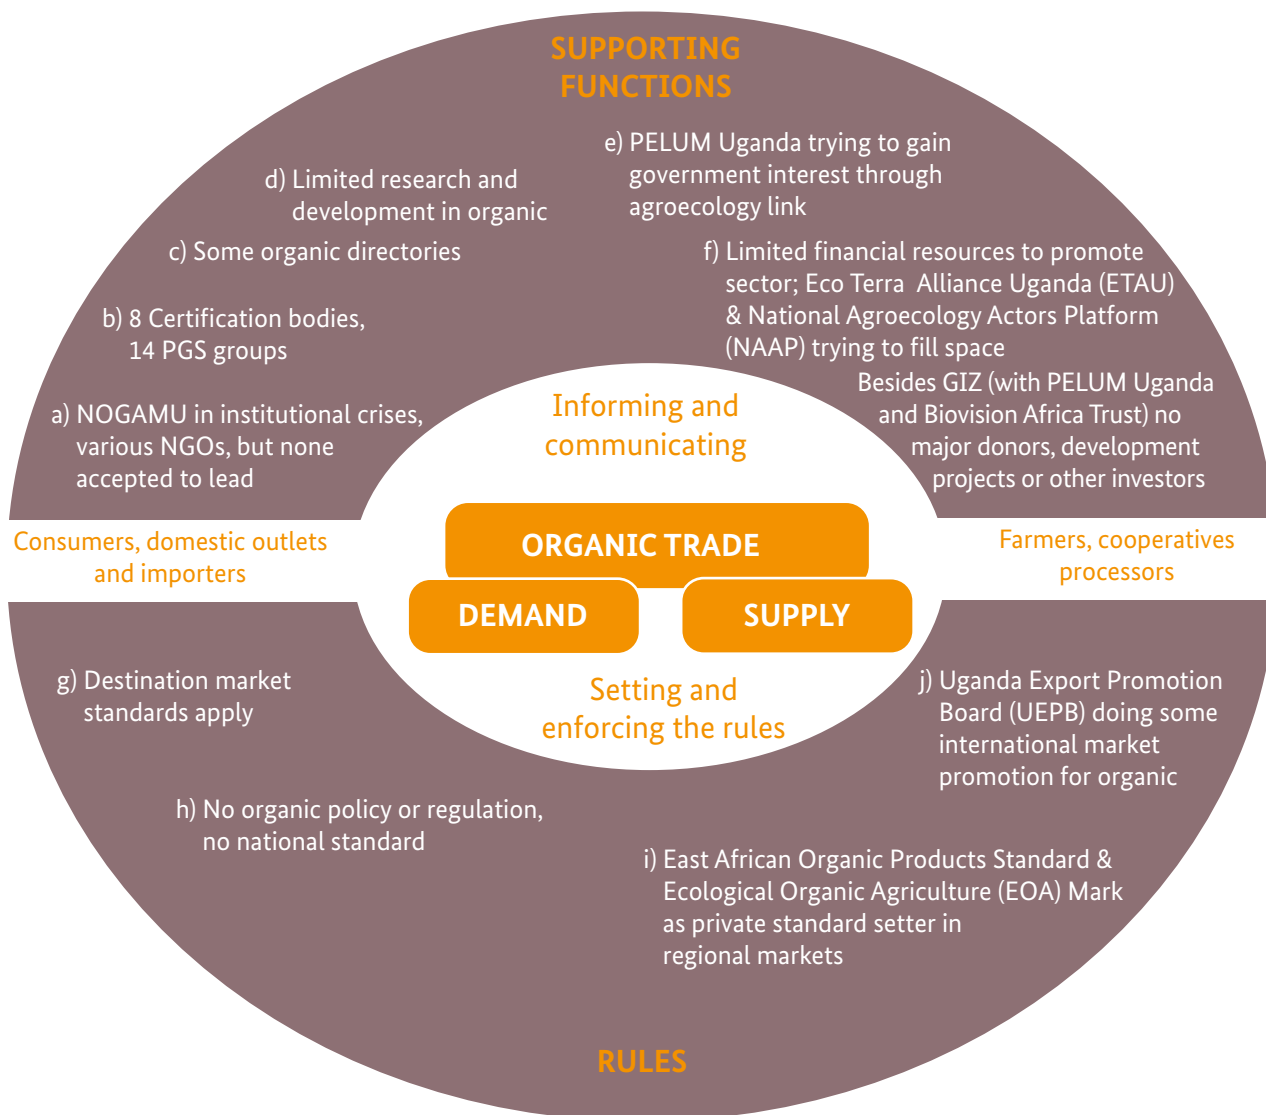 SUPPORTING
FUNCTIONS
e) PELUM Uganda trying to gain
government interest through
agroecology link
d) Limited research and
development in organic
c) Some organic directories
f) Limited financial resources to promote
sector; Eco Terra Alliance Uganda (ETAU)
& National Agroecology Actors Platform
(NAAP) trying to fill space
b) 8 Certification bodies,
14 PGS groups
Besides GIZ (with PELUM Uganda
and Biovision Africa Trust) no
major donors, development
projects or other investors
a) NOGAMU in institutional crises,
various NGOs, but none
accepted to lead
Informing and
communicating
Consumers, domestic outlets
and importers
ORGANIC TRADE
DEMAND
SUPPLY
Farmers, cooperatives
processors
Setting and
enforcing the rules
g) Destination market
standards apply
j) Uganda Export Promotion
Board (UEPB) doing some
international market
promotion for organic
h) No organic policy or regulation,
no national standard
i) East African Organic Products Standard &
Ecological Organic Agriculture (EOA) Mark
as private standard setter in
regional markets
RULES